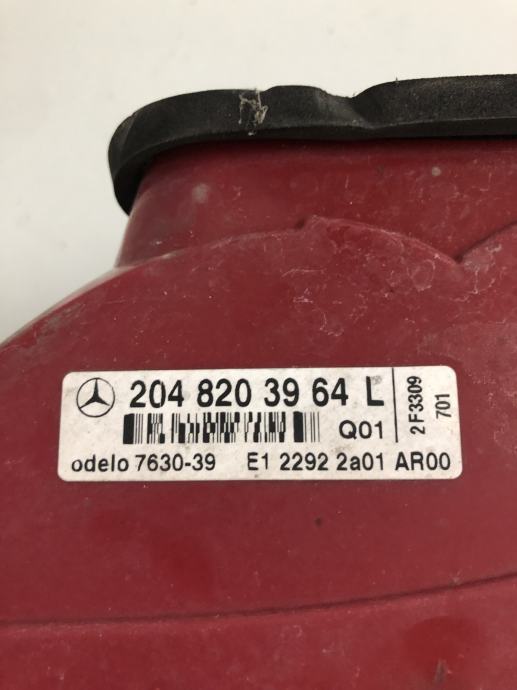 204 820 39 64 L
Q01
odelo 7630-39 E1 2292 2a01 AR00
2F3309
701